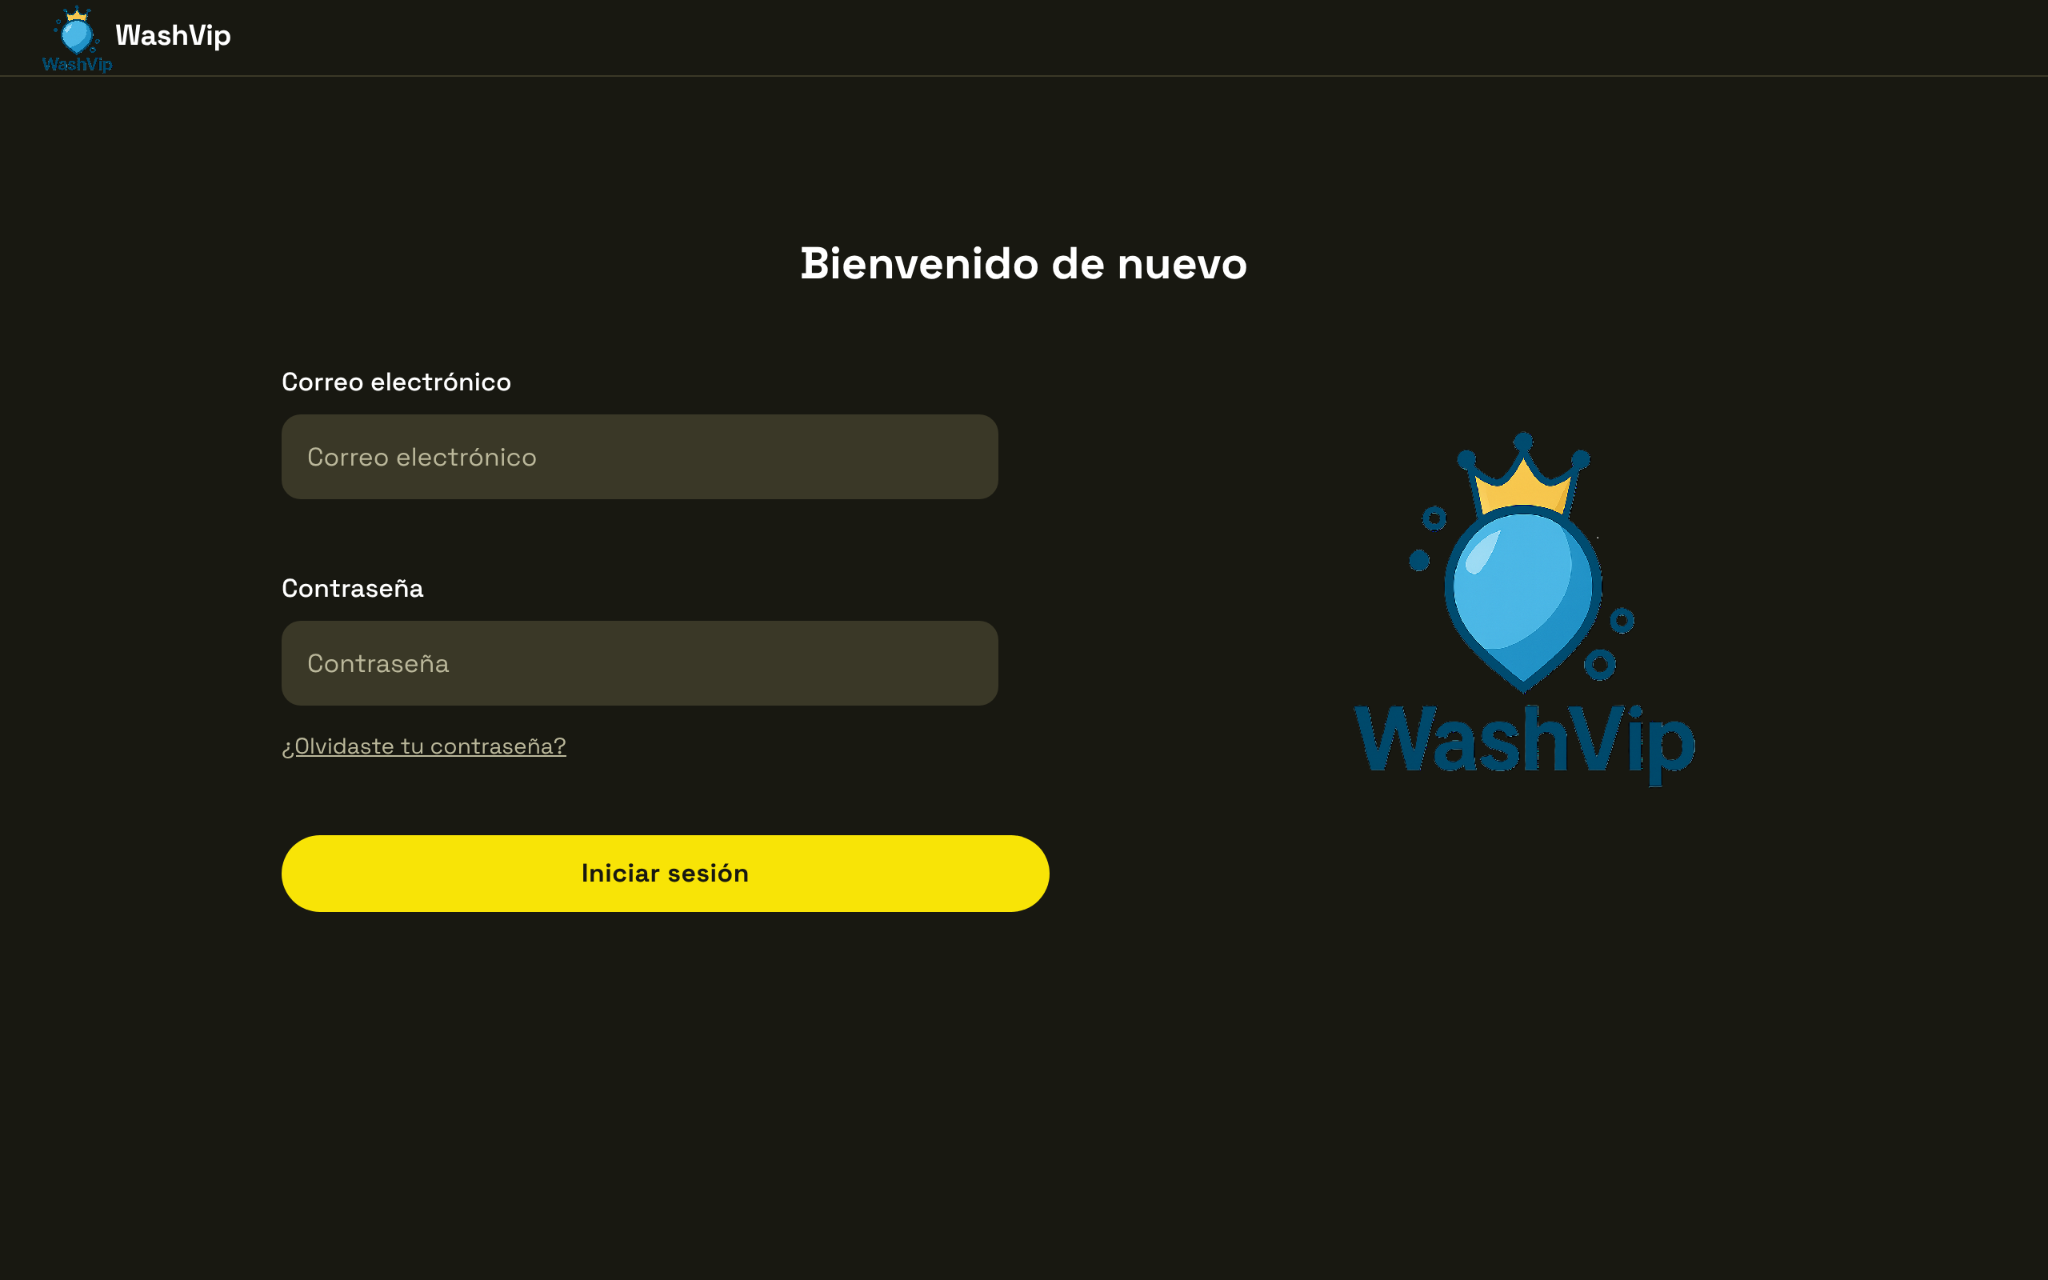 WashVip
WashVip
Bienvenido de nuevo
Correo electrónico
Correo electrónico
Contraseña
Contraseña
¿Olvidaste tu contraseña?
Iniciar sesión
WashVip